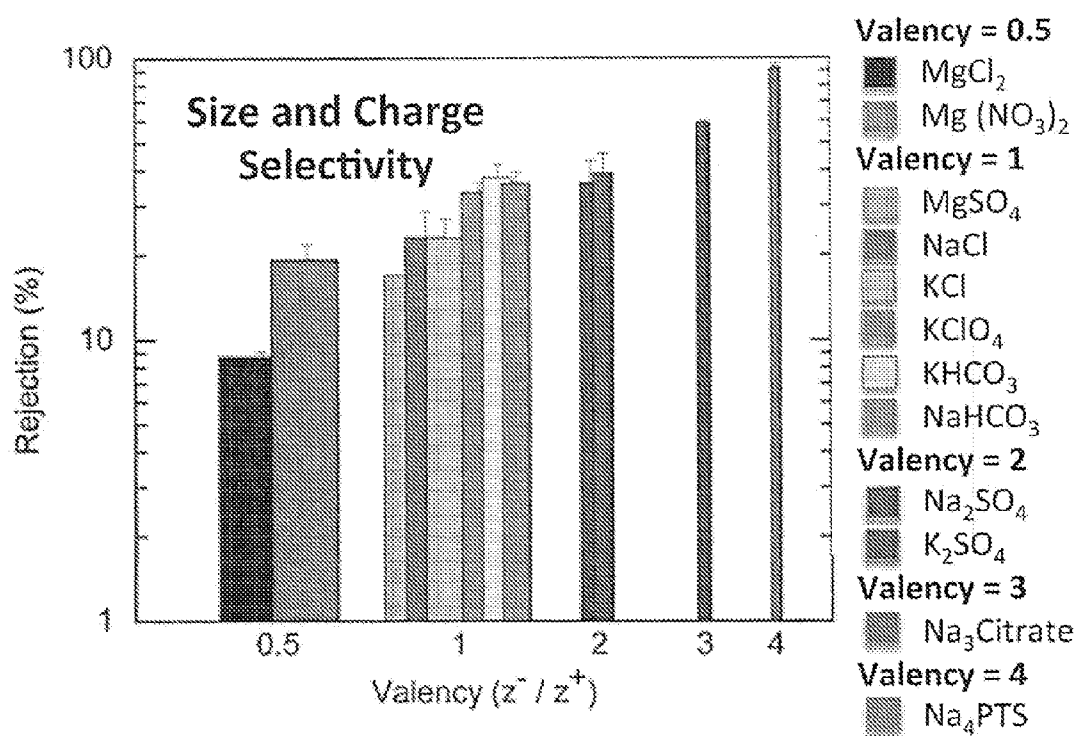 Size and Charge
Selectivity
Rejection (%)
100
10
1
0.5
1
2
3
4
Valency (z⁻ / z⁺)
Valency = 0.5
MgCl₂
Mg (NO₃)₂
Valency = 1
MgSO₄
NaCl
KCl
KClO₄
KHCO₃
NaHCO₃
Valency = 2
Na₂SO₄
K₂SO₄
Valency = 3
Na₃Citrate
Valency = 4
Na₄PTS